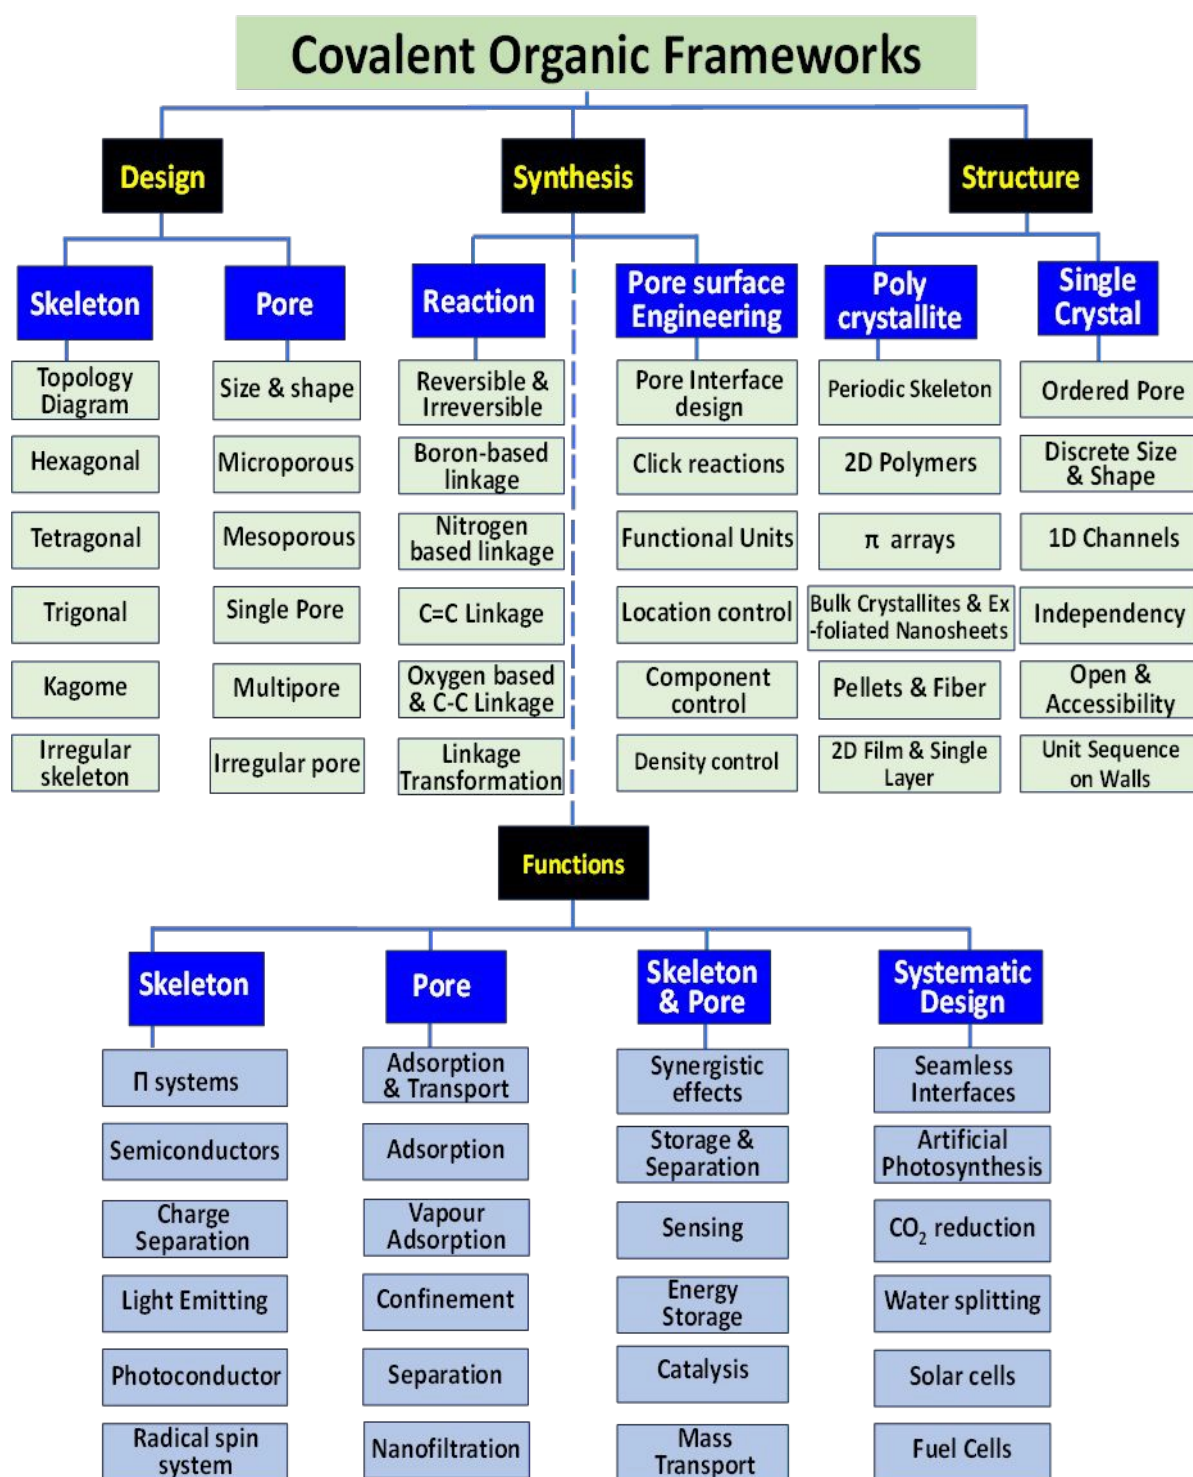 Covalent Organic Frameworks
Design
Synthesis
Structure
Skeleton
Pore
Reaction
Pore surface
Engineering
Poly
crystallite
Single
Crystal
Topology
Diagram
Size & shape
Reversible &
Irreversible
Pore Interface
design
Periodic Skeleton
Ordered Pore
Hexagonal
Microporous
Boron-based
linkage
Click reactions
2D Polymers
Discrete Size
& Shape
Tetragonal
Mesoporous
Nitrogen
based linkage
Functional Units
π arrays
1D Channels
Trigonal
Single Pore
C=C Linkage
Location control
Bulk Crystallites & Ex
-foliated Nanosheets
Independency
Kagome
Multipore
Oxygen based
& C-C Linkage
Component
control
Pellets & Fiber
Open &
Accessibility
Irregular
skeleton
Irregular pore
Linkage
Transformation
Density control
2D Film & Single
Layer
Unit Sequence
on Walls
Functions
Skeleton
Pore
Skeleton
& Pore
Systematic
Design
Π systems
Adsorption
& Transport
Synergistic
effects
Seamless
Interfaces
Semiconductors
Adsorption
Storage &
Separation
Artificial
Photosynthesis
Charge
Separation
Vapour
Adsorption
Sensing
CO₂ reduction
Light Emitting
Confinement
Energy
Storage
Water splitting
Photoconductor
Separation
Catalysis
Solar cells
Radical spin
system
Nanofiltration
Mass
Transport
Fuel Cells